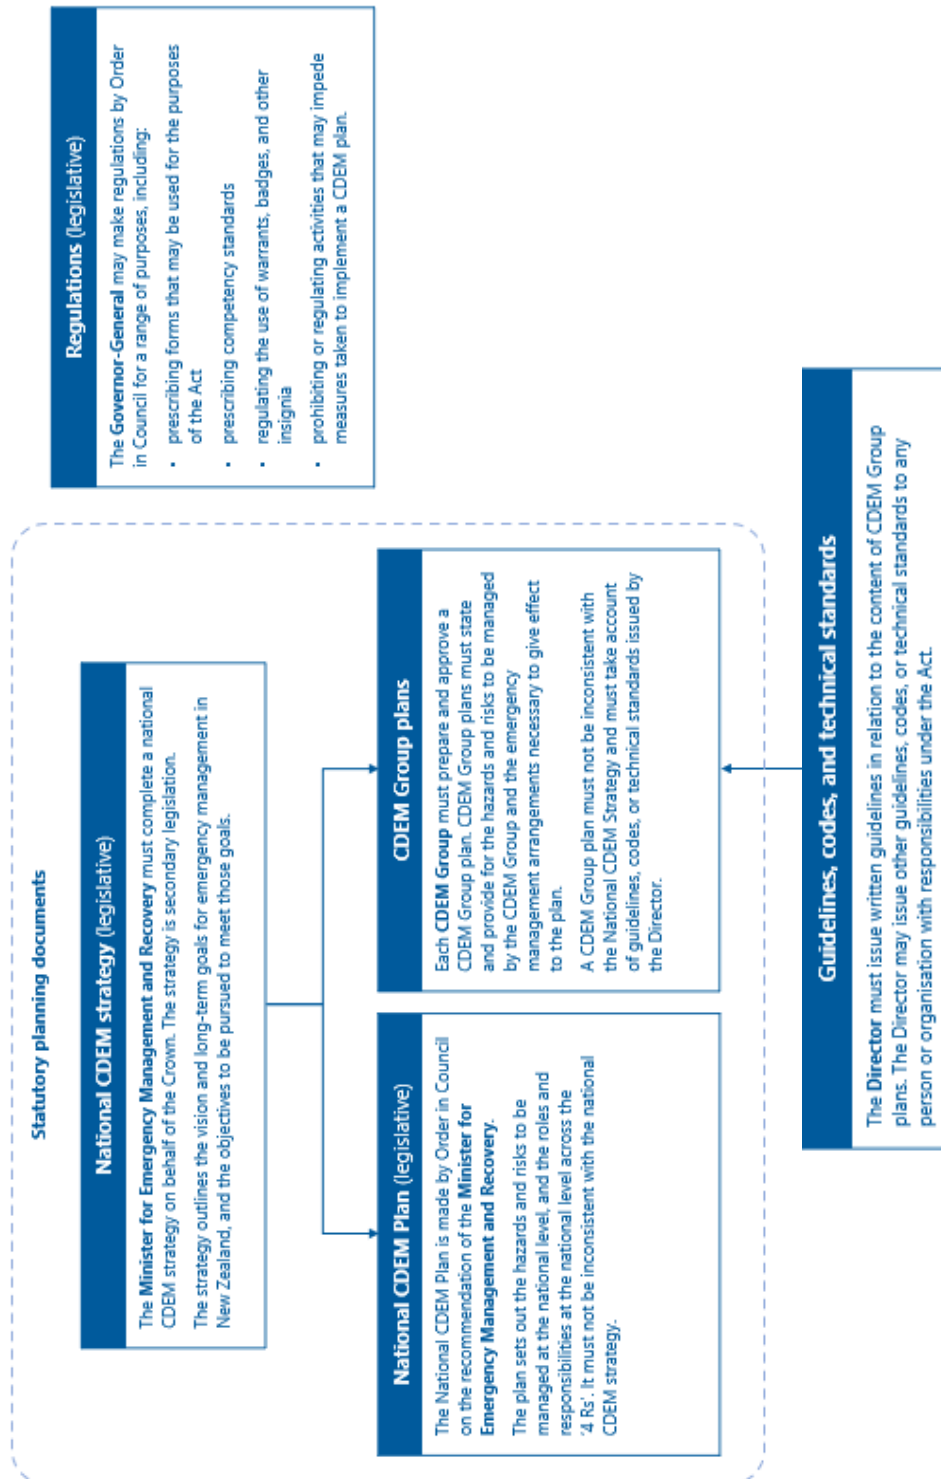 Statutory planning documents
National CDEM strategy (legislative)
The Minister for Emergency Management and Recovery must complete a national
CDEM strategy on behalf of the Crown. The strategy is secondary legislation.
The strategy outlines the vision and long-term goals for emergency management in
New Zealand, and the objectives to be pursued to meet those goals.
National CDEM Plan (legislative)
The National CDEM Plan is made by Order in Council
on the recommendation of the Minister for
Emergency Management and Recovery.
The plan sets out the hazards and risks to be
managed at the national level, and the roles and
responsibilities at the national level across the
‘4 Rs’. It must not be inconsistent with the national
CDEM strategy.
CDEM Group plans
Each CDEM Group must prepare and approve a
CDEM Group plan. CDEM Group plans must state
and provide for the hazards and risks to be managed
by the CDEM Group and the emergency
management arrangements necessary to give effect
to the plan.
A CDEM Group plan must not be inconsistent with
the National CDEM Strategy and must take account
of guidelines, codes, or technical standards issued by
the Director.
Regulations (legislative)
The Governor-General may make regulations by Order
in Council for a range of purposes, including:
• prescribing forms that may be used for the purposes
of the Act
• prescribing competency standards
• regulating the use of warrants, badges, and other
insignia
• prohibiting or regulating activities that may impede
measures taken to implement a CDEM plan.
Guidelines, codes, and technical standards
The Director must issue written guidelines in relation to the content of CDEM Group
plans. The Director may issue other guidelines, codes, or technical standards to any
person or organisation with responsibilities under the Act.